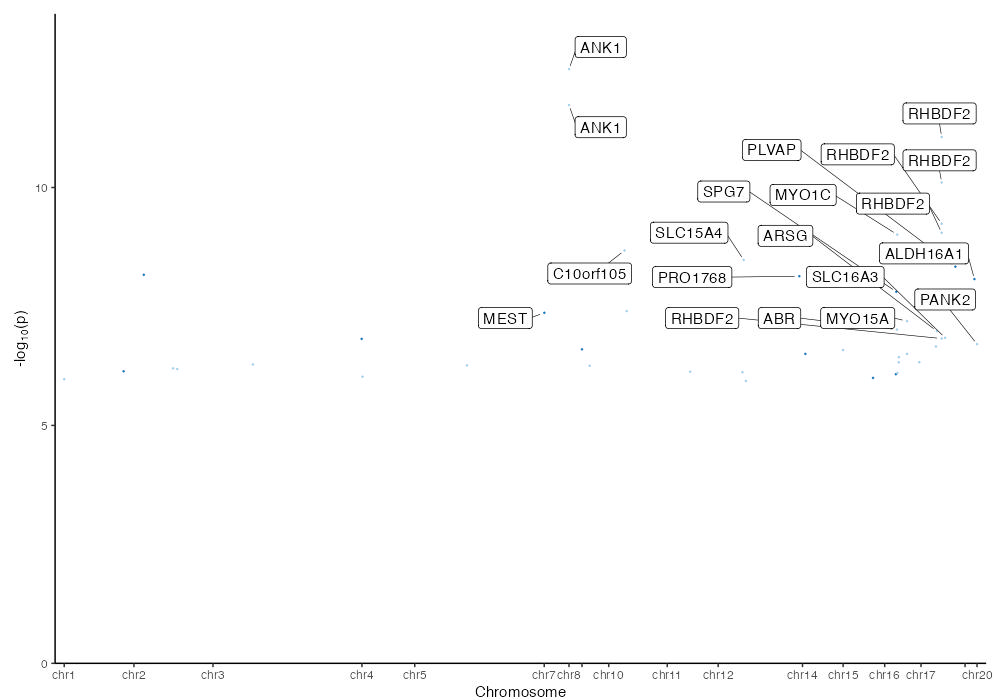 ANK1
RHBDF2
ANK1
PLVAP
RHBDF2
RHBDF2
SPG7
MYO1C
10
RHBDF2
SLC15A4
ARSG
ALDH16A1
C10orf105
PRO1768
SLC16A3
PANK2
MEST
RHBDF2
ABR
MYO15A
-log10(p)
5
0
chr1 chr2 chr3 chr4 chr5 chr7 chr8 chr10 chr11 chr12 chr14 chr15 chr16 chr17 chr20
Chromosome